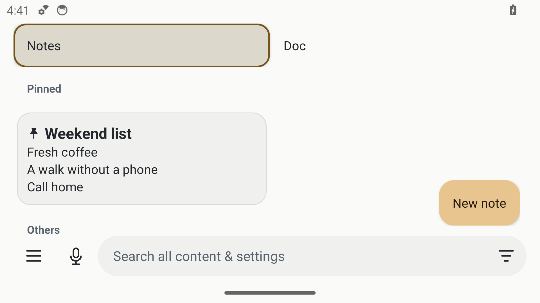 4:41
Notes
Doc
Pinned
Weekend list
Fresh coffee
A walk without a phone
Call home
New note
Others
Search all content & settings